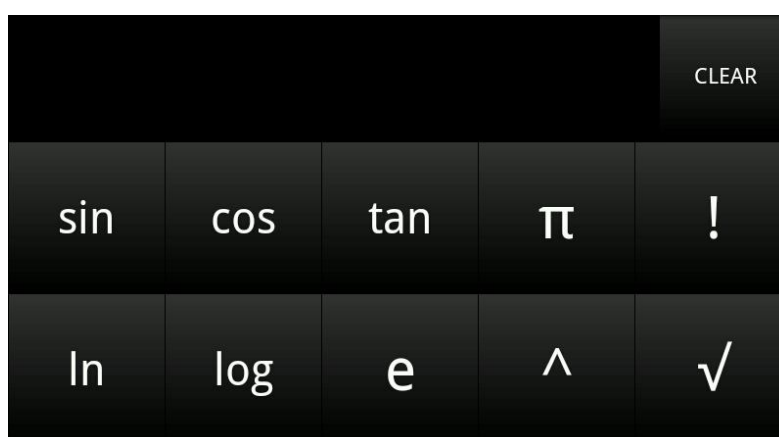 CLEAR
sin cos tan π !
ln log e ^ √